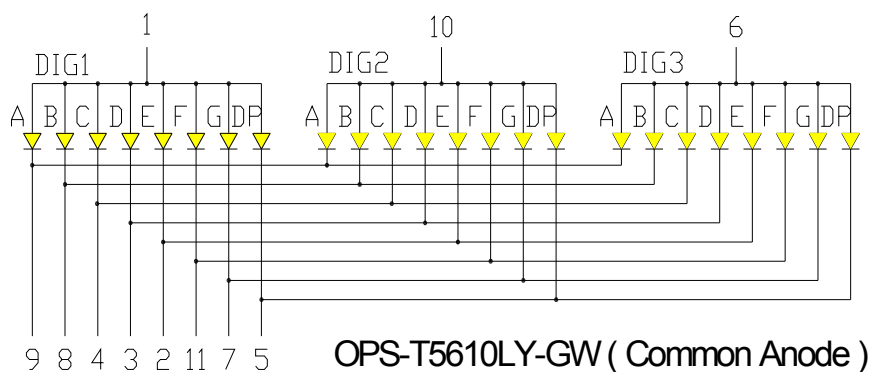 1 10 6
DIG1 DIG2 DIG3
A B C D E F G DP A B C D E F G DP A B C D E F G DP
9 8 4 3 2 11 7 5
OPS-T5610LY-GW ( Common Anode )